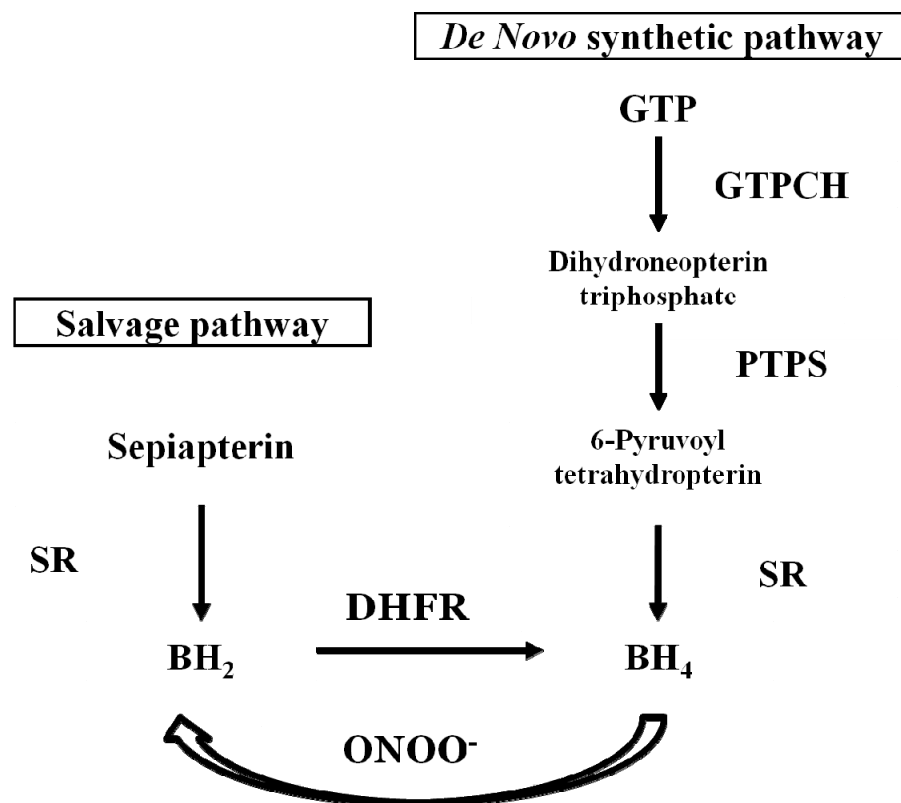 De Novo synthetic pathway
GTP
GTPCH
Dihydroneopterin
triphosphate
PTPS
6-Pyruvoyl
tetrahydropterin
SR
Salvage pathway
Sepiapterin
SR
BH₂
DHFR
BH₄
ONOO⁻